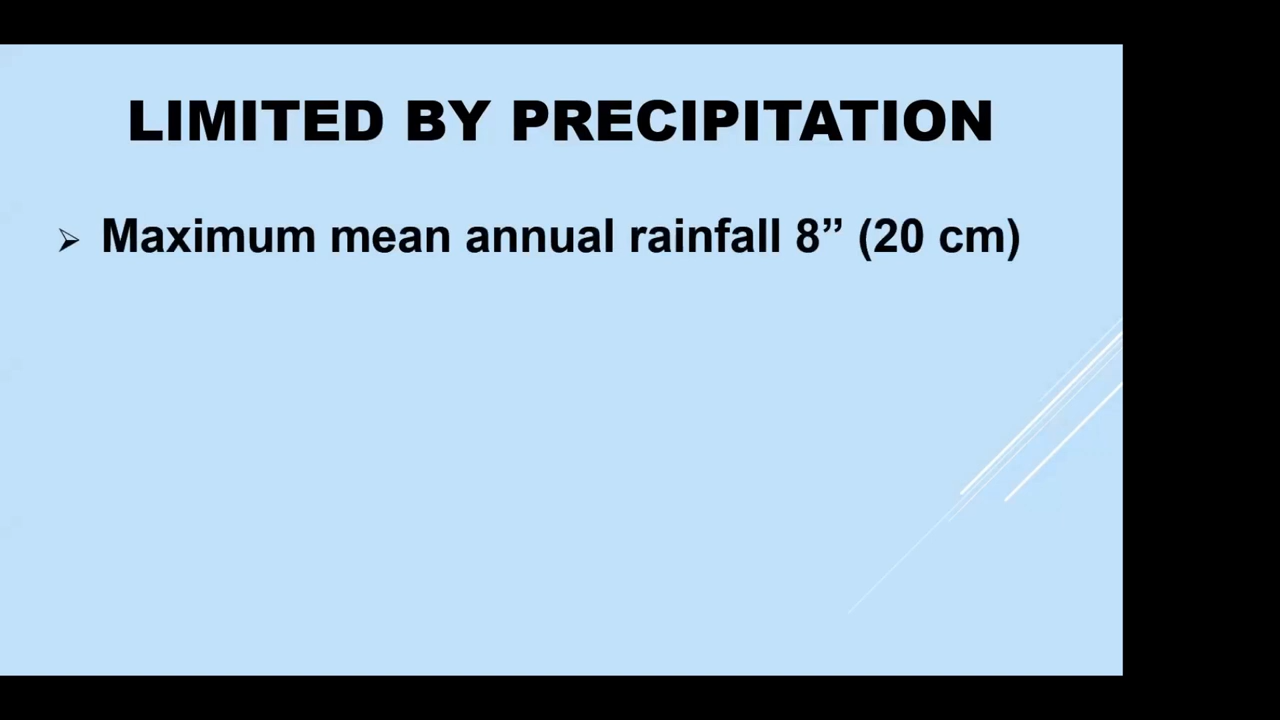 LIMITED BY PRECIPITATION
➢ Maximum mean annual rainfall 8” (20 cm)